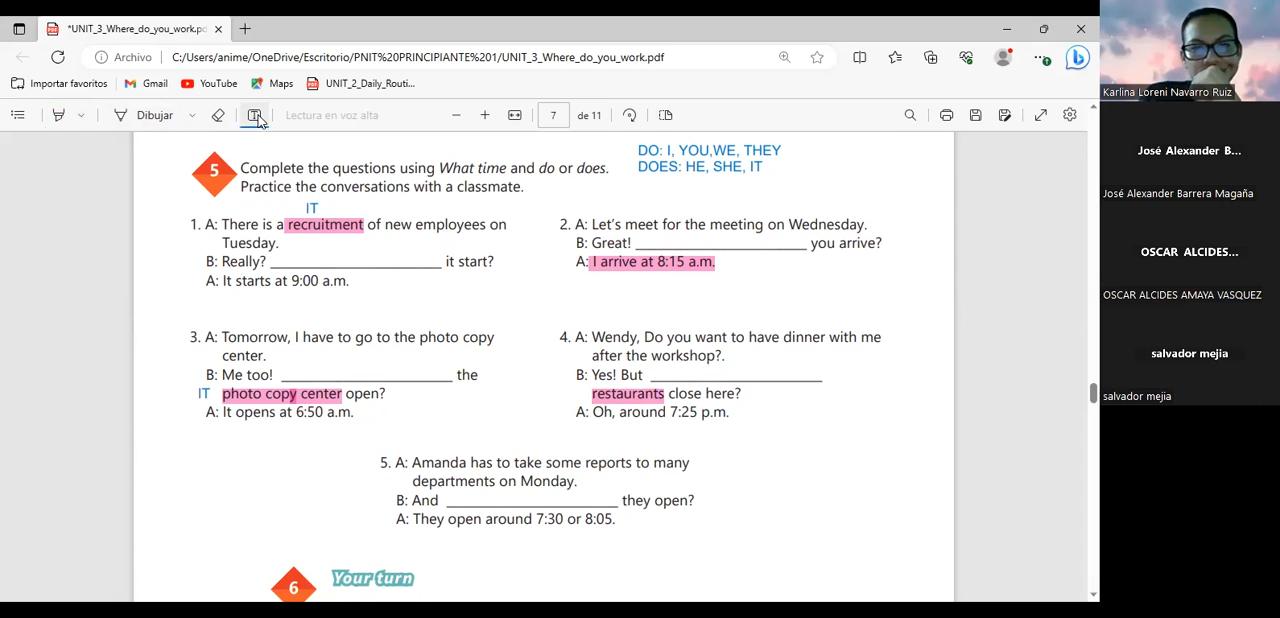 *UNIT_3_Where_do_you_work.pd
Archivo C:/Users/anime/OneDrive/Escritorio/PNIT%20PRINCIPIANTE%201/UNIT_3_Where_do_you_work.pdf
Importar favoritos Gmail YouTube Maps UNIT_2_Daily_Routi...
Dibujar Lectura en voz alta 7 de 11
5 Complete the questions using What time and do or does.
Practice the conversations with a classmate.
DO: I, YOU,WE, THEY
DOES: HE, SHE, IT
IT
1. A: There is a recruitment of new employees on
Tuesday.
B: Really? ____________________ it start?
A: It starts at 9:00 a.m.
2. A: Let's meet for the meeting on Wednesday.
B: Great! ____________________ you arrive?
A: I arrive at 8:15 a.m.
3. A: Tomorrow, I have to go to the photo copy
center.
B: Me too! ____________________ the
IT photo copy center open?
A: It opens at 6:50 a.m.
4. A: Wendy, Do you want to have dinner with me
after the workshop?.
B: Yes! But ____________________
restaurants close here?
A: Oh, around 7:25 p.m.
5. A: Amanda has to take some reports to many
departments on Monday.
B: And ____________________ they open?
A: They open around 7:30 or 8:05.
6 Your turn
Karlina Loreni Navarro Ruiz
José Alexander B...
José Alexander Barrera Magaña
OSCAR ALCIDES...
OSCAR ALCIDES AMAYA VASQUEZ
salvador mejia
salvador mejia